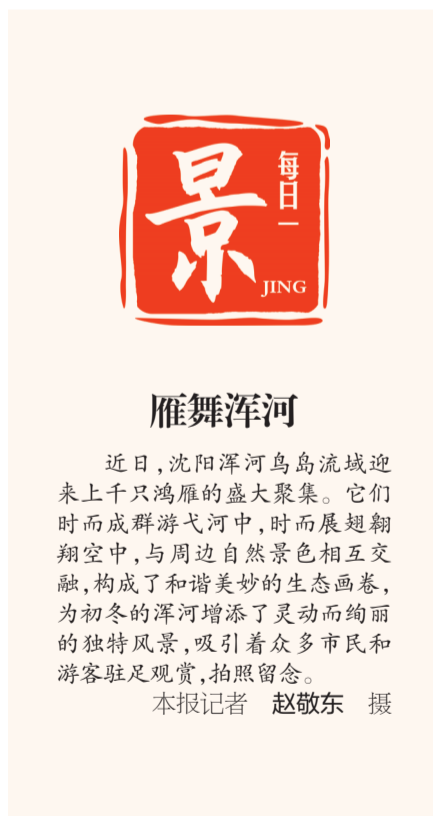 每日一
景
JING
雁舞浑河
近日,沈阳浑河鸟岛流域迎
来上千只鸿雁的盛大聚集。它们
时而成群游弋河中,时而展翅翱
翔空中,与周边自然景色相互交
融,构成了和谐美妙的生态画卷,
为初冬的浑河增添了灵动而绚丽
的独特风景,吸引着众多市民和
游客驻足观赏,拍照留念。
本报记者 赵敬东 摄